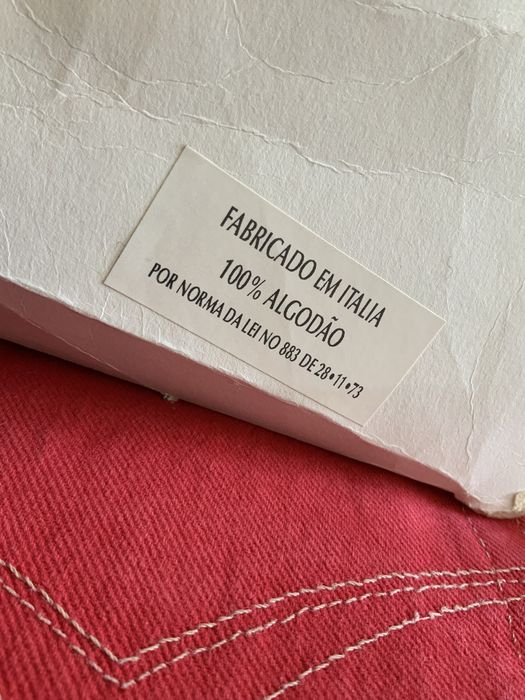 FABRICADO EM ITALIA
100% ALGODÃO
POR NORMA DA LEI NO 883 DE 28•11•73